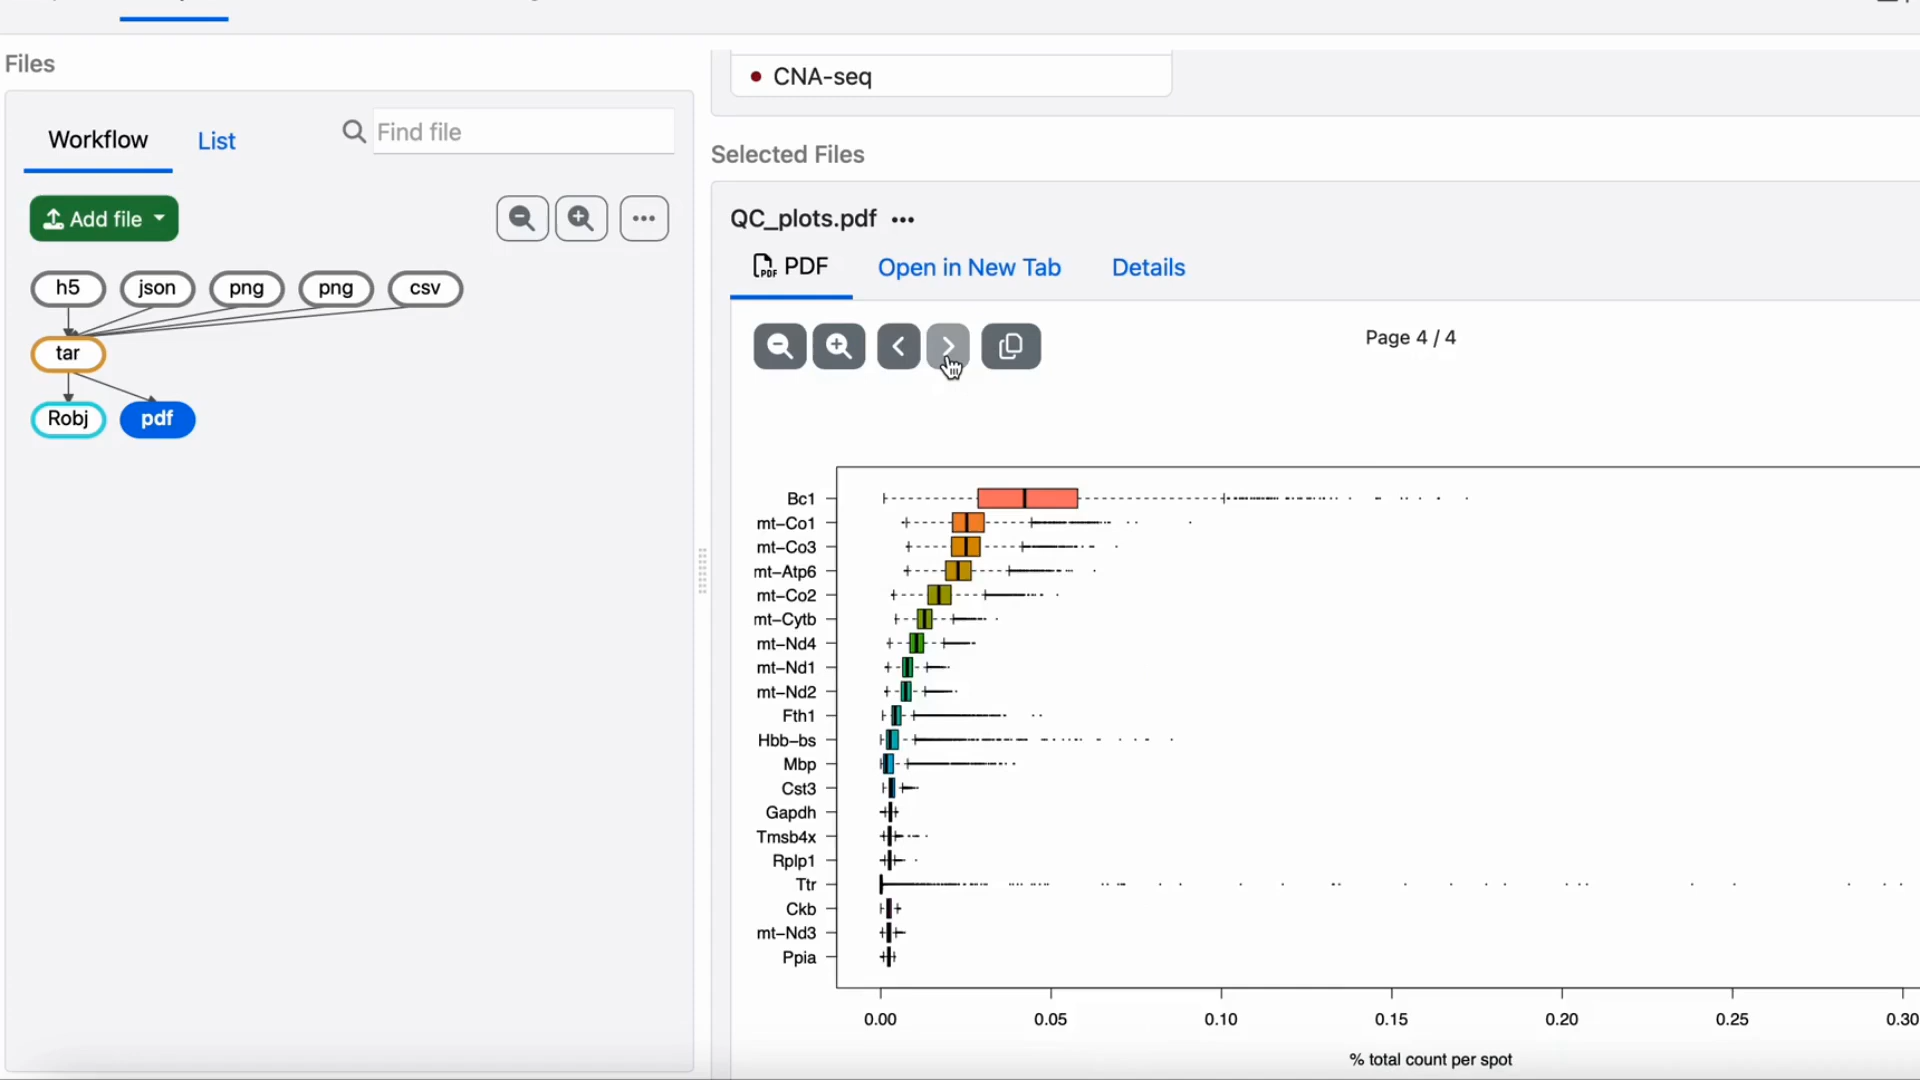 Files
CNA-seq
Workflow
List
Find file
Selected Files
Add file
QC_plots.pdf
PDF
Open in New Tab
Details
h5
json
png
png
csv
tar
Robj
pdf
Page 4 / 4
Bc1
mt-Co1
mt-Co3
mt-Atp6
mt-Co2
mt-Cytb
mt-Nd4
mt-Nd1
mt-Nd2
Fth1
Hbb-bs
Mbp
Cst3
Gapdh
Tmsb4x
Rplp1
Ttr
Ckb
mt-Nd3
Ppia
0.00 0.05 0.10 0.15 0.20 0.25 0.30
% total count per spot